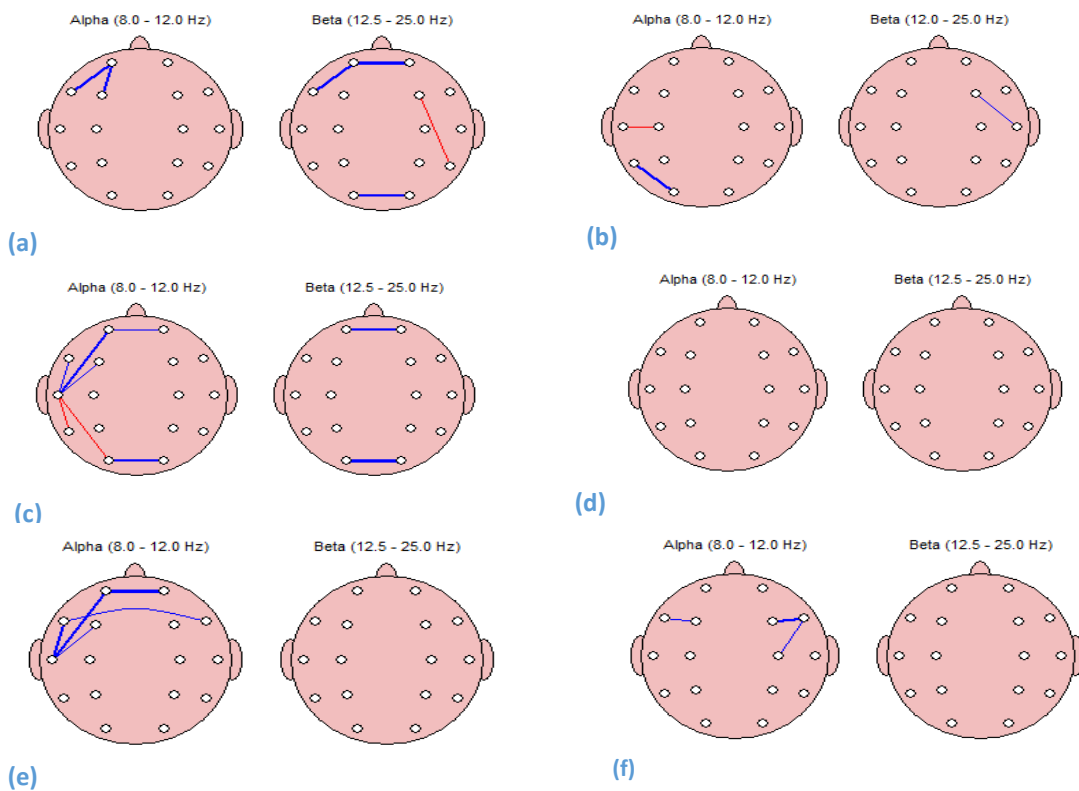 Alpha (8.0 - 12.0 Hz) Beta (12.5 - 25.0 Hz)
(a)
Alpha (8.0 - 12.0 Hz) Beta (12.0 - 25.0 Hz)
(b)
Alpha (8.0 - 12.0 Hz) Beta (12.5 - 25.0 Hz)
(c)
Alpha (8.0 - 12.0 Hz) Beta (12.5 - 25.0 Hz)
(d)
Alpha (8.0 - 12.0 Hz) Beta (12.5 - 25.0 Hz)
(e)
Alpha (8.0 - 12.0 Hz) Beta (12.5 - 25.0 Hz)
(f)